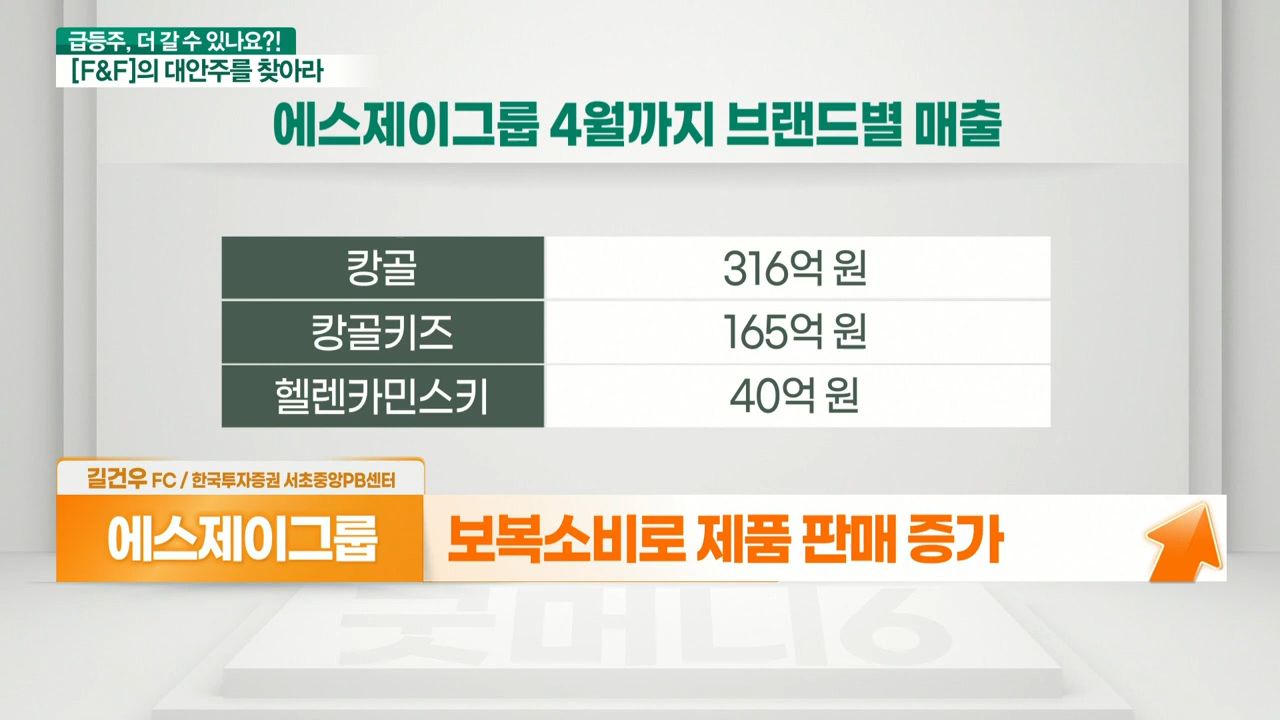 급등주, 더 갈 수 있나요?!
[F&F]의 대안주를 찾아라
에스제이그룹 4월까지 브랜드별 매출
캉골 316억 원
캉골키즈 165억 원
헬렌카민스키 40억 원
길건우 FC / 한국투자증권 서초중앙PB센터
에스제이그룹 보복소비로 제품 판매 증가
굿머니6